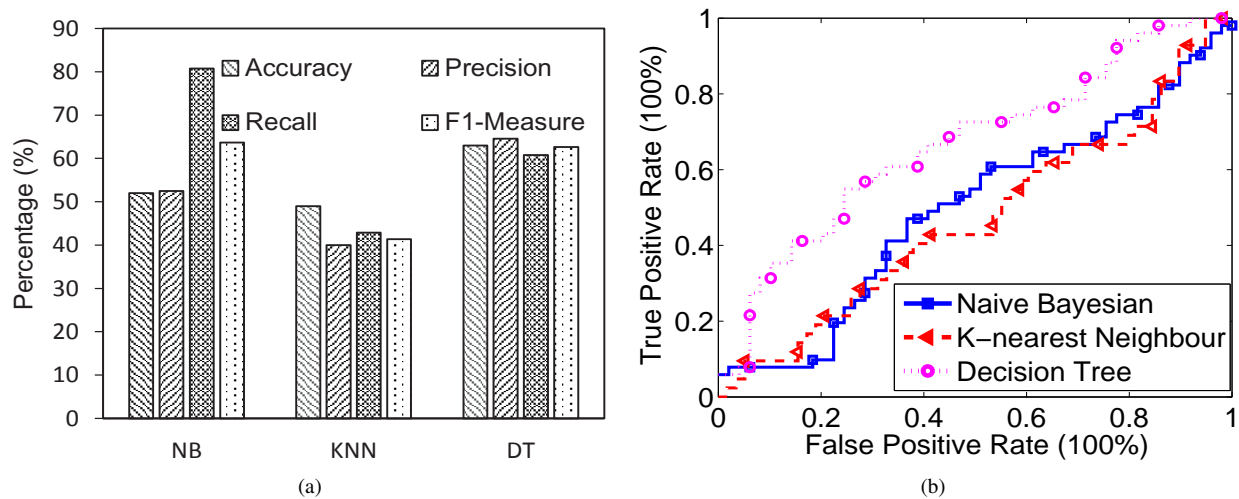 90
80
70
60
50
40
30
20
10
0
Percentage (%)
Accuracy
Precision
Recall
F1-Measure
NB
KNN
DT
(a)
1
0.8
0.6
0.4
0.2
0
True Positive Rate (100%)
Naive Bayesian
K−nearest Neighbour
Decision Tree
0
0.2
0.4
0.6
0.8
1
False Positive Rate (100%)
(b)